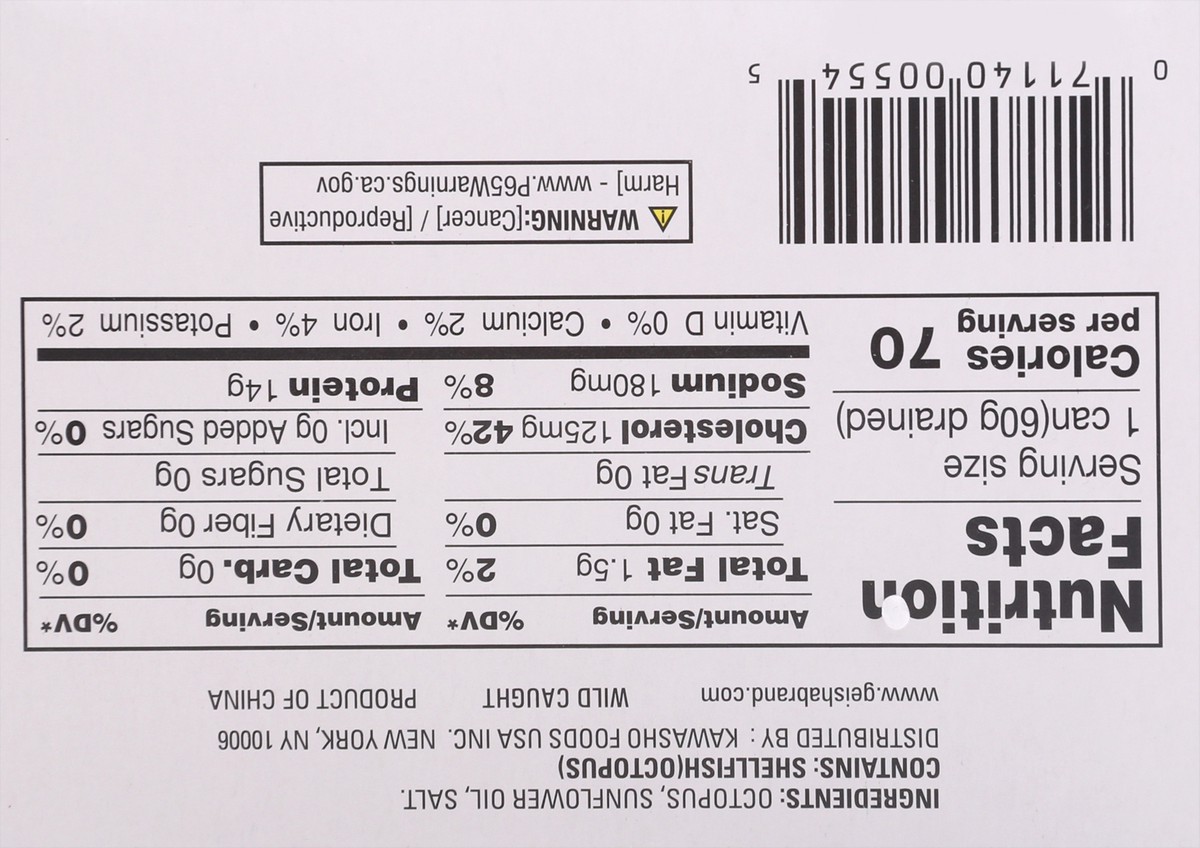 INGREDIENTS: OCTOPUS, SUNFLOWER OIL, SALT.
CONTAINS: SHELLFISH(OCTOPUS)
DISTRIBUTED BY : KAWASHO FOODS USA INC. NEW YORK, NY 10006
www.geishabrand.com WILD CAUGHT PRODUCT OF CHINA
Nutrition
Facts
Serving size
1 can(60g drained)
Calories 70
per serving
Amount/Serving %DV*
Total Fat 1.5g 2%
Sat. Fat 0g 0%
Trans Fat 0g
Cholesterol 125mg 42%
Sodium 180mg 8%
Amount/Serving %DV*
Total Carb. 0g 0%
Dietary Fiber 0g 0%
Total Sugars 0g
Incl. 0g Added Sugars 0%
Protein 14g
Vitamin D 0% • Calcium 2% • Iron 4% • Potassium 2%
WARNING:[Cancer] / [Reproductive
Harm] - www.P65Warnings.ca.gov
0 71140 00554 5